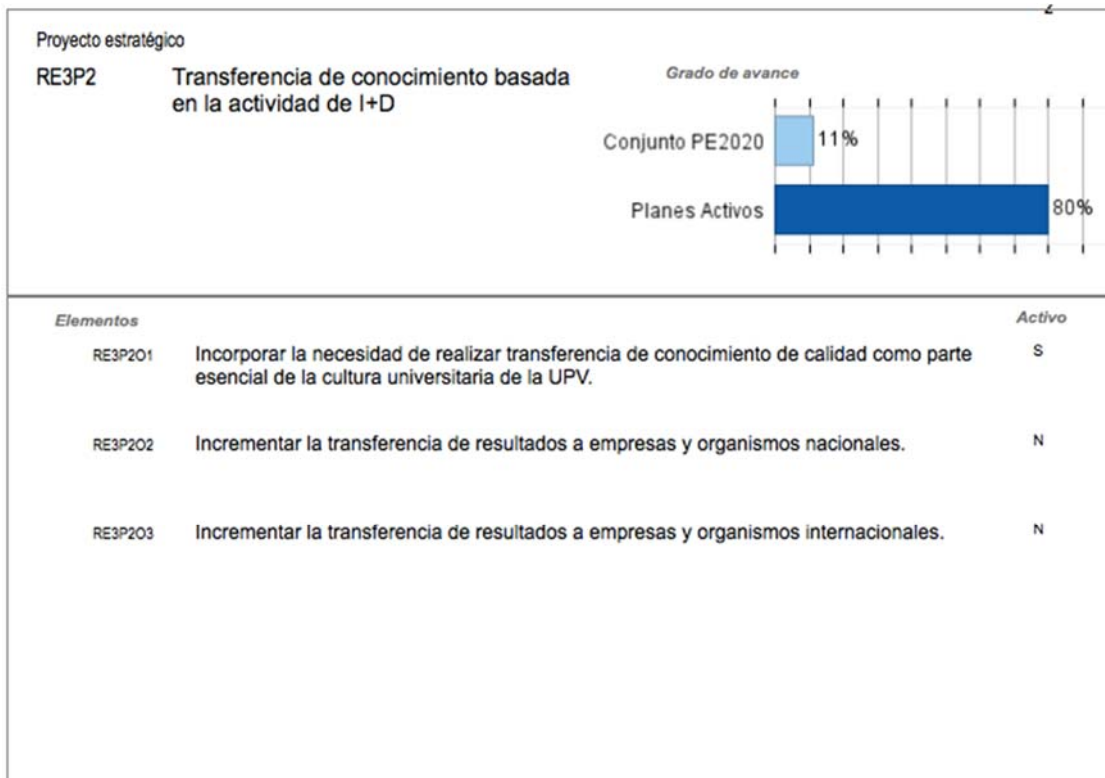 Proyecto estratégico
RE3P2 Transferencia de conocimiento basada
en la actividad de I+D
Grado de avance
Conjunto PE2020 11%
Planes Activos 80%
Elementos Activo
RE3P2O1 Incorporar la necesidad de realizar transferencia de conocimiento de calidad como parte S
esencial de la cultura universitaria de la UPV.
RE3P2O2 Incrementar la transferencia de resultados a empresas y organismos nacionales. N
RE3P2O3 Incrementar la transferencia de resultados a empresas y organismos internacionales. N